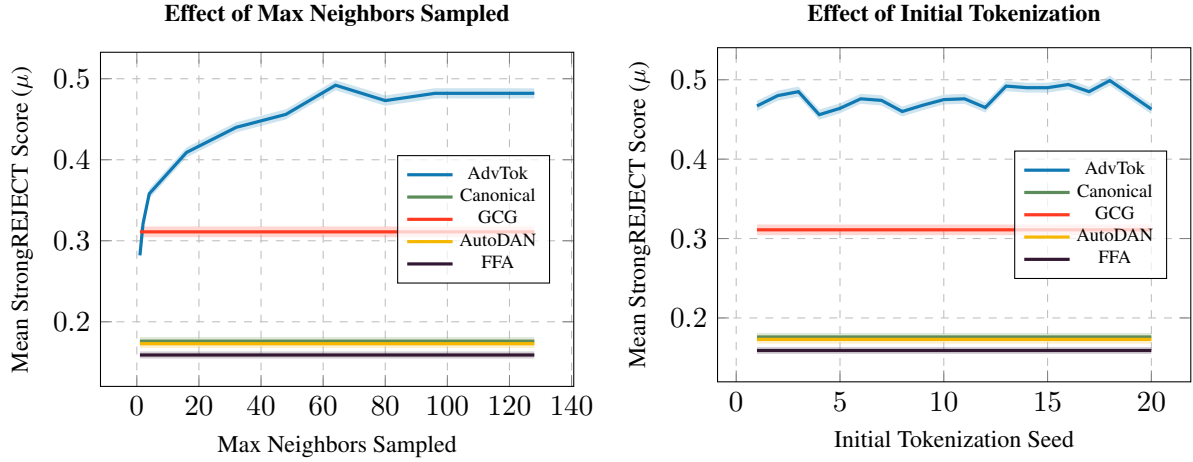 Effect of Max Neighbors Sampled
Mean StrongREJECT Score (μ)
0.5
0.4
0.3
0.2
0 20 40 60 80 100 120 140
Max Neighbors Sampled
AdvTok
Canonical
GCG
AutoDAN
FFA
Effect of Initial Tokenization
Mean StrongREJECT Score (μ)
0.5
0.4
0.3
0.2
0 5 10 15 20
Initial Tokenization Seed
AdvTok
Canonical
GCG
AutoDAN
FFA